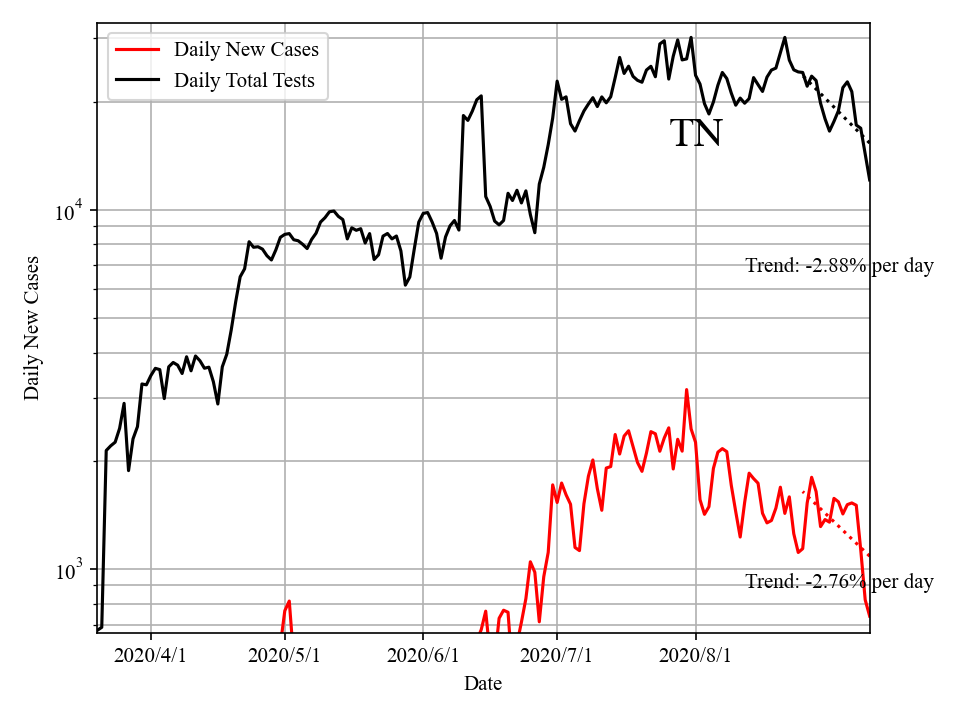 Daily New Cases
Daily Total Tests
TN
10^4
Trend: -2.88% per day
Daily New Cases
10^3
Trend: -2.76% per day
2020/4/1 2020/5/1 2020/6/1 2020/7/1 2020/8/1
Date